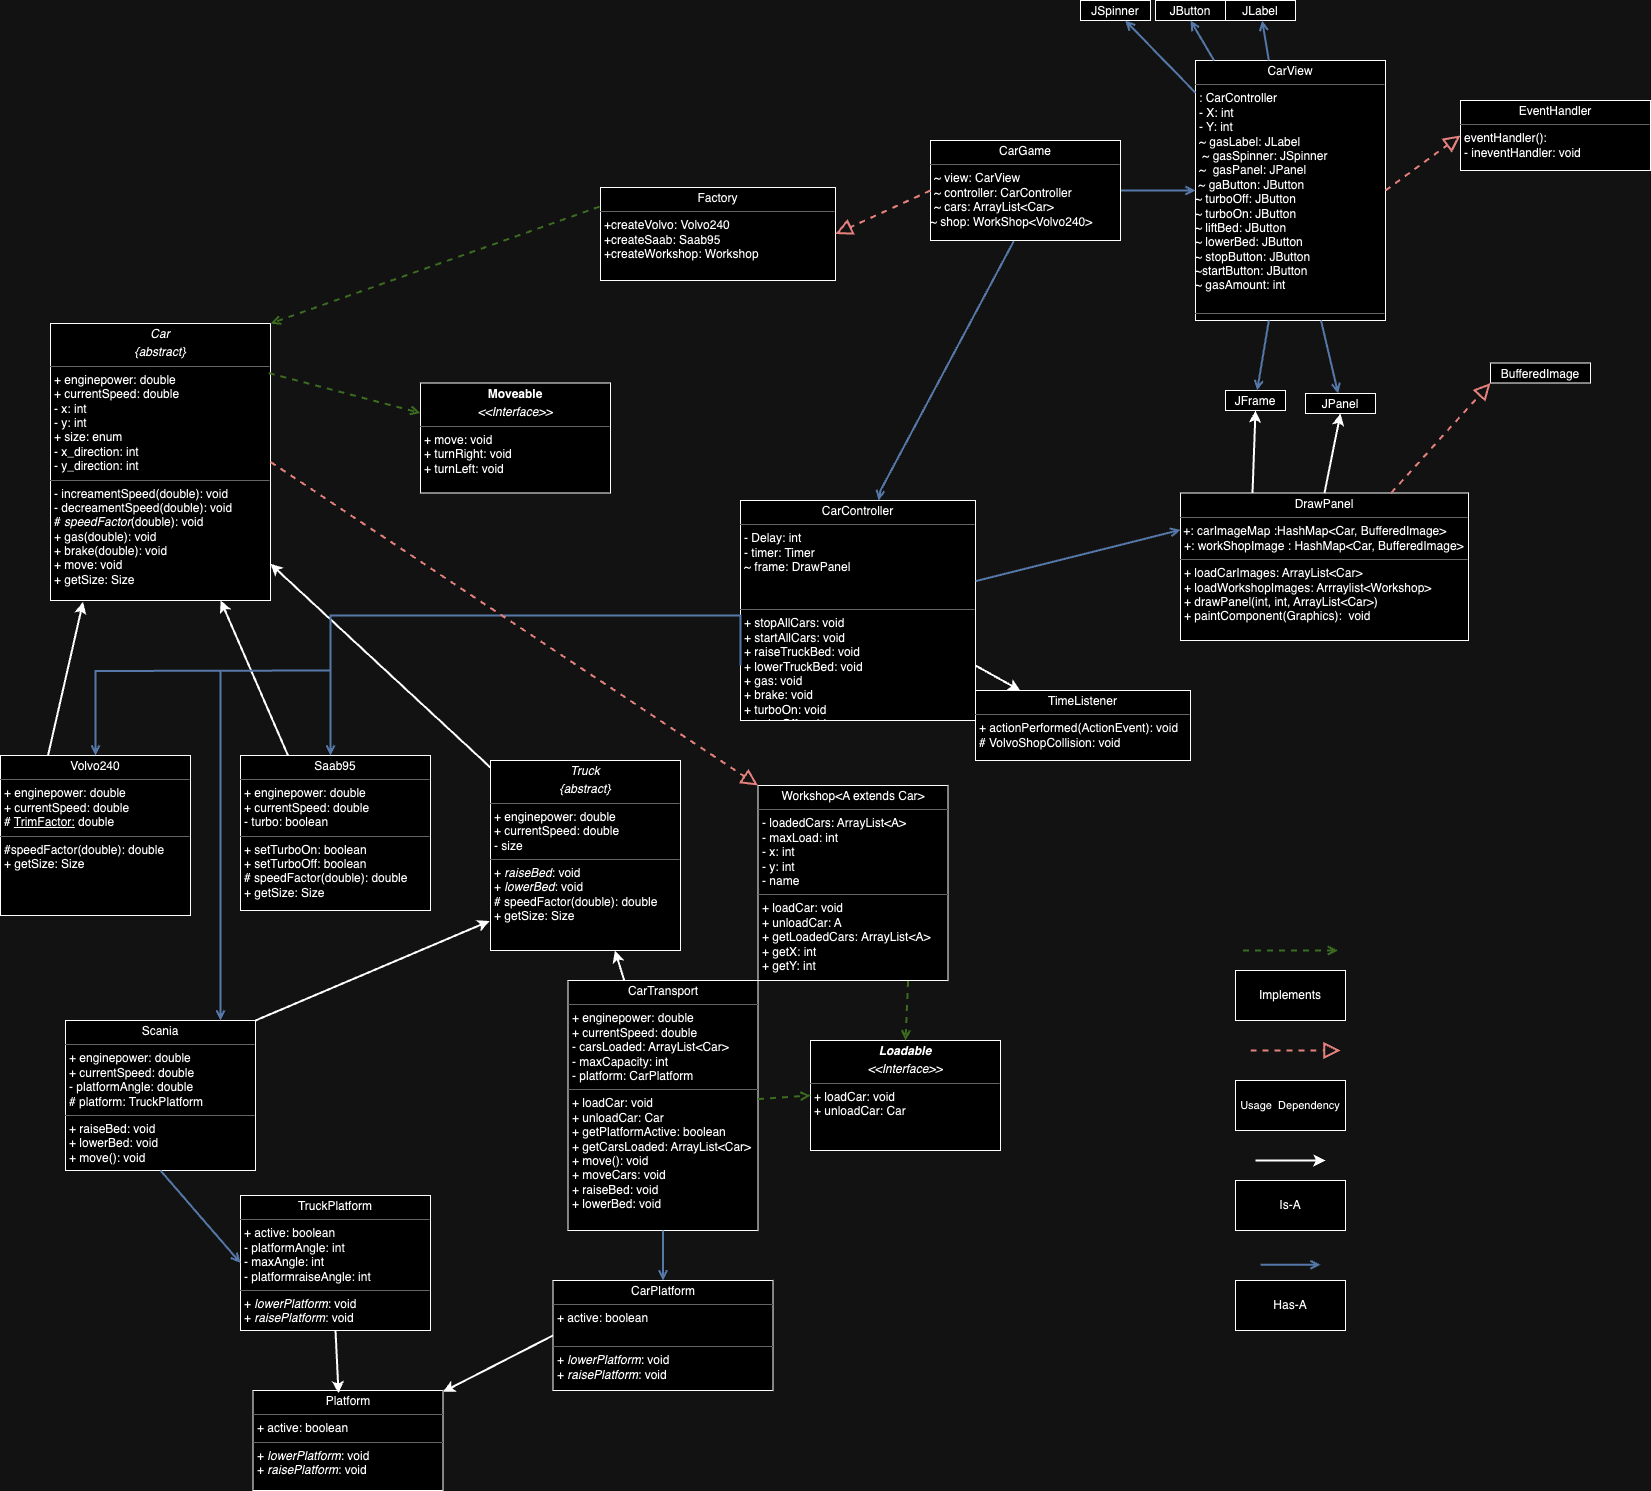 JSpinner
JButton
JLabel
CarView
: CarController
- X: int
- Y: int
~ gasLabel: JLabel
~ gasSpinner: JSpinner
~ gasPanel: JPanel
~ gaButton: JButton
~ turboOff: JButton
~ turboOn: JButton
~ liftBed: JButton
~ lowerBed: JButton
~ stopButton: JButton
~startButton: JButton
~ gasAmount: int
EventHandler
eventHandler():
- ineventHandler: void
CarGame
~ view: CarView
~ controller: CarController
~ cars: ArrayList<Car>
~ shop: WorkShop<Volvo240>
Factory
+createVolvo: Volvo240
+createSaab: Saab95
+createWorkshop: Workshop
Car
{abstract}
+ enginepower: double
+ currentSpeed: double
- x: int
- y: int
+ size: enum
- x_direction: int
- y_direction: int
- increamentSpeed(double): void
- decreamentSpeed(double): void
# speedFactor(double): void
+ gas(double): void
+ brake(double): void
+ move: void
+ getSize: Size
Moveable
<<Interface>>
+ move: void
+ turnRight: void
+ turnLeft: void
JFrame
JPanel
BufferedImage
CarController
- Delay: int
- timer: Timer
~ frame: DrawPanel
+ stopAllCars: void
+ startAllCars: void
+ raiseTruckBed: void
+ lowerTruckBed: void
+ gas: void
+ brake: void
+ turboOn: void
DrawPanel
+: carImageMap :HashMap<Car, BufferedImage>
+: workShopImage : HashMap<Car, BufferedImage>
+ loadCarImages: ArrayList<Car>
+ loadWorkshopImages: Arraylist<Workshop>
+ drawPanel(int, int, ArrayList<Car>)
+ paintComponent(Graphics): void
TimeListener
+ actionPerformed(ActionEvent): void
# VolvoShopCollision: void
Volvo240
+ enginepower: double
+ currentSpeed: double
# TrimFactor: double
#speedFactor(double): double
+ getSize: Size
Saab95
+ enginepower: double
+ currentSpeed: double
- turbo: boolean
+ setTurboOn: boolean
+ setTurboOff: boolean
# speedFactor(double): double
+ getSize: Size
Truck
{abstract}
+ enginepower: double
+ currentSpeed: double
- size
+ raiseBed: void
+ lowerBed: void
# speedFactor(double): double
+ getSize: Size
Workshop<A extends Car>
- loadedCars: ArrayList<A>
- maxLoad: int
- x: int
- y: int
- name
+ loadCar: void
+ unloadCar: A
+ getLoadedCars: ArrayList<A>
+ getX: int
+ getY: int
CarTransport
+ enginepower: double
+ currentSpeed: double
- carsLoaded: ArrayList<Car>
- maxCapacity: int
- platform: CarPlatform
+ loadCar: void
+ unloadCar: Car
+ getPlatformActive: boolean
+ getCarsLoaded: ArrayList<Car>
+ move(): void
+ moveCars: void
+ raiseBed: void
+ lowerBed: void
Loadable
<<Interface>>
+ loadCar: void
+ unloadCar: Car
Scania
+ enginepower: double
+ currentSpeed: double
- platformAngle: double
# platform: TruckPlatform
+ raiseBed: void
+ lowerBed: void
+ move(): void
TruckPlatform
+ active: boolean
- platformAngle: int
- maxAngle: int
- platformraiseAngle: int
+ lowerPlatform: void
+ raisePlatform: void
CarPlatform
+ active: boolean
+ lowerPlatform: void
+ raisePlatform: void
Platform
+ active: boolean
+ lowerPlatform: void
+ raisePlatform: void
Implements
Usage Dependency
Is-A
Has-A